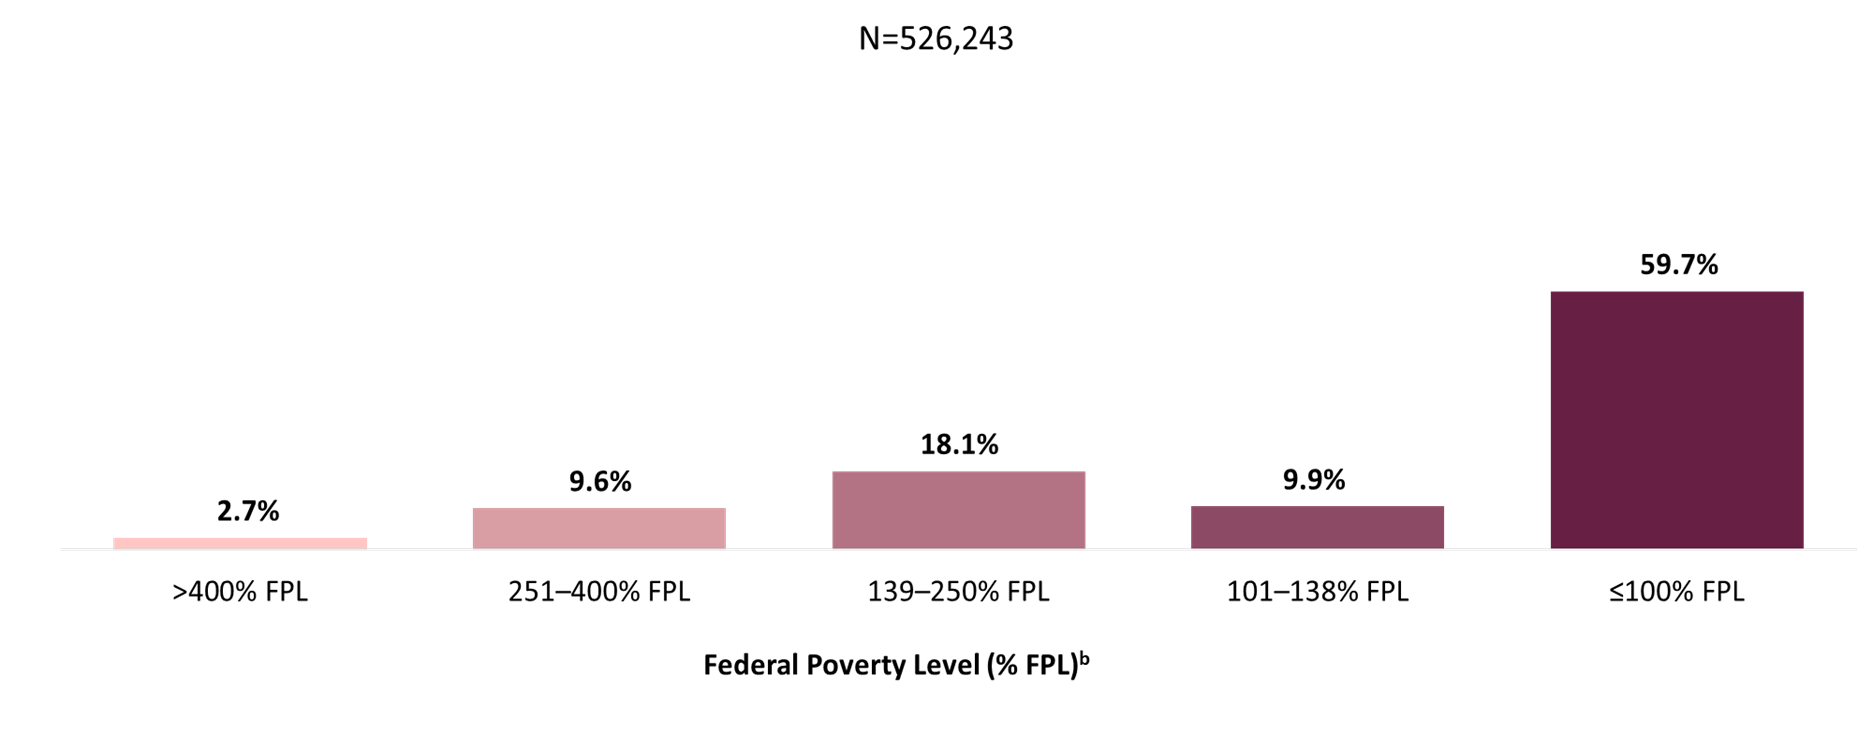 N=526,243
59.7%
18.1%
9.6%
9.9%
2.7%
>400% FPL
251–400% FPL
139–250% FPL
101–138% FPL
≤100% FPL
Federal Poverty Level (% FPL)ᵇ